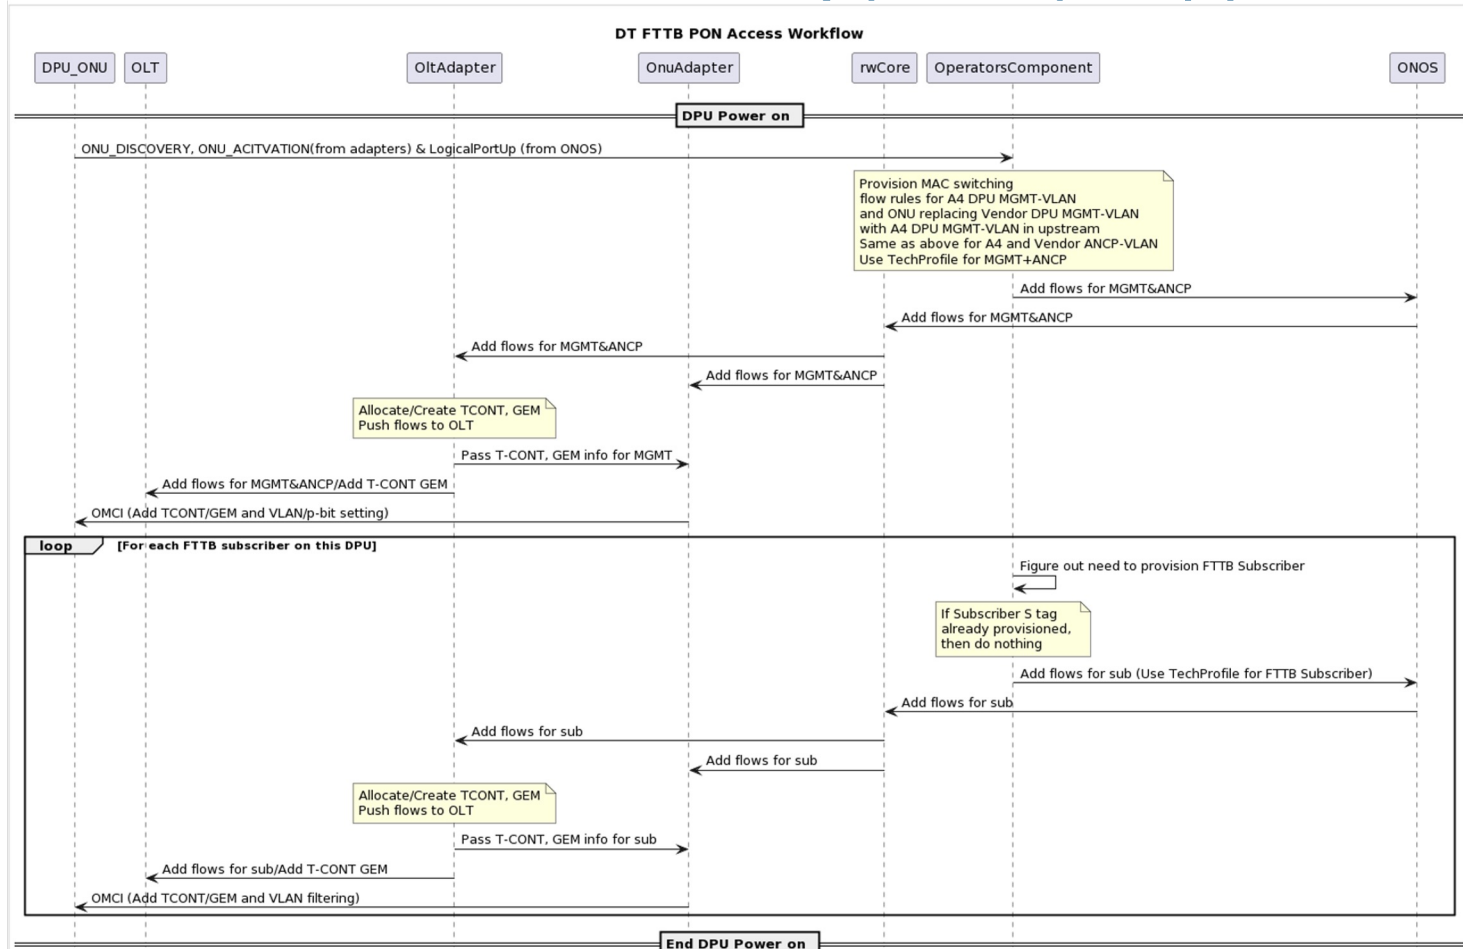 DT FTTB PON Access Workflow
DPU_ONU OLT OltAdapter OnuAdapter rwCore OperatorsComponent ONOS
DPU Power on
ONU_DISCOVERY, ONU_ACITVATION(from adapters) & LogicalPortUp (from ONOS)
Provision MAC switching
flow rules for A4 DPU MGMT-VLAN
and ONU replacing Vendor DPU MGMT-VLAN
with A4 DPU MGMT-VLAN in upstream
Same as above for A4 and Vendor ANCP-VLAN
Use TechProfile for MGMT+ANCP
Add flows for MGMT&ANCP
Add flows for MGMT&ANCP
Add flows for MGMT&ANCP
Add flows for MGMT&ANCP
Allocate/Create TCONT, GEM
Push flows to OLT
Pass T-CONT, GEM info for MGMT
Add flows for MGMT&ANCP/Add T-CONT GEM
OMCI (Add TCONT/GEM and VLAN/p-bit setting)
loop [For each FTTB subscriber on this DPU]
Figure out need to provision FTTB Subscriber
If Subscriber S tag
already provisioned,
then do nothing
Add flows for sub (Use TechProfile for FTTB Subscriber)
Add flows for sub
Add flows for sub
Add flows for sub
Allocate/Create TCONT, GEM
Push flows to OLT
Pass T-CONT, GEM info for sub
Add flows for sub/Add T-CONT GEM
OMCI (Add TCONT/GEM and VLAN filtering)
End DPU Power on